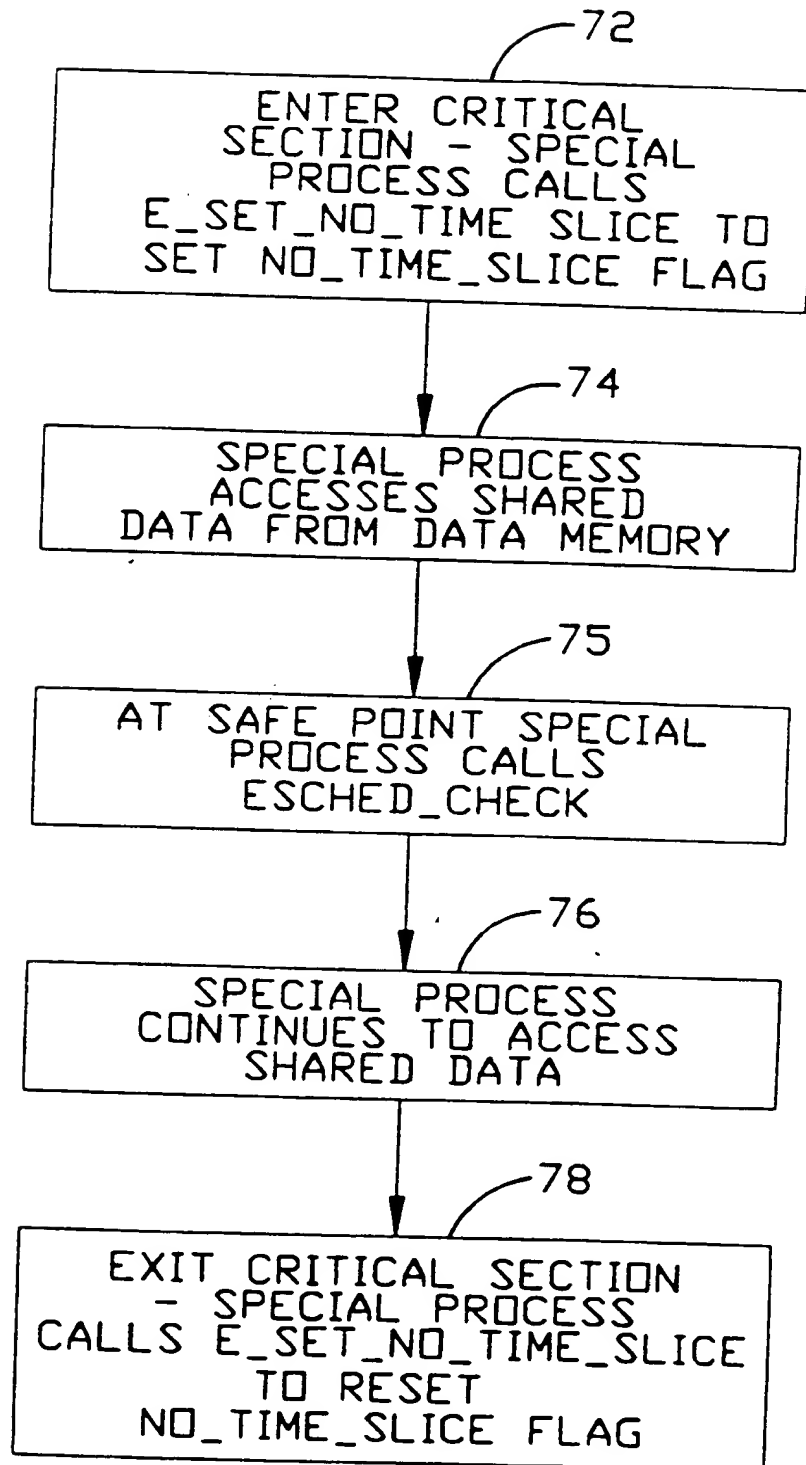 72
ENTER CRITICAL
SECTION - SPECIAL
PROCESS CALLS
E_SET_NO_TIME SLICE TO
SET NO_TIME_SLICE FLAG
74
SPECIAL PROCESS
ACCESSES SHARED
DATA FROM DATA MEMORY
75
AT SAFE POINT SPECIAL
PROCESS CALLS
ESCHED_CHECK
76
SPECIAL PROCESS
CONTINUES TO ACCESS
SHARED DATA
78
EXIT CRITICAL SECTION
- SPECIAL PROCESS
CALLS E_SET_NO_TIME_SLICE
TO RESET
NO_TIME_SLICE FLAG